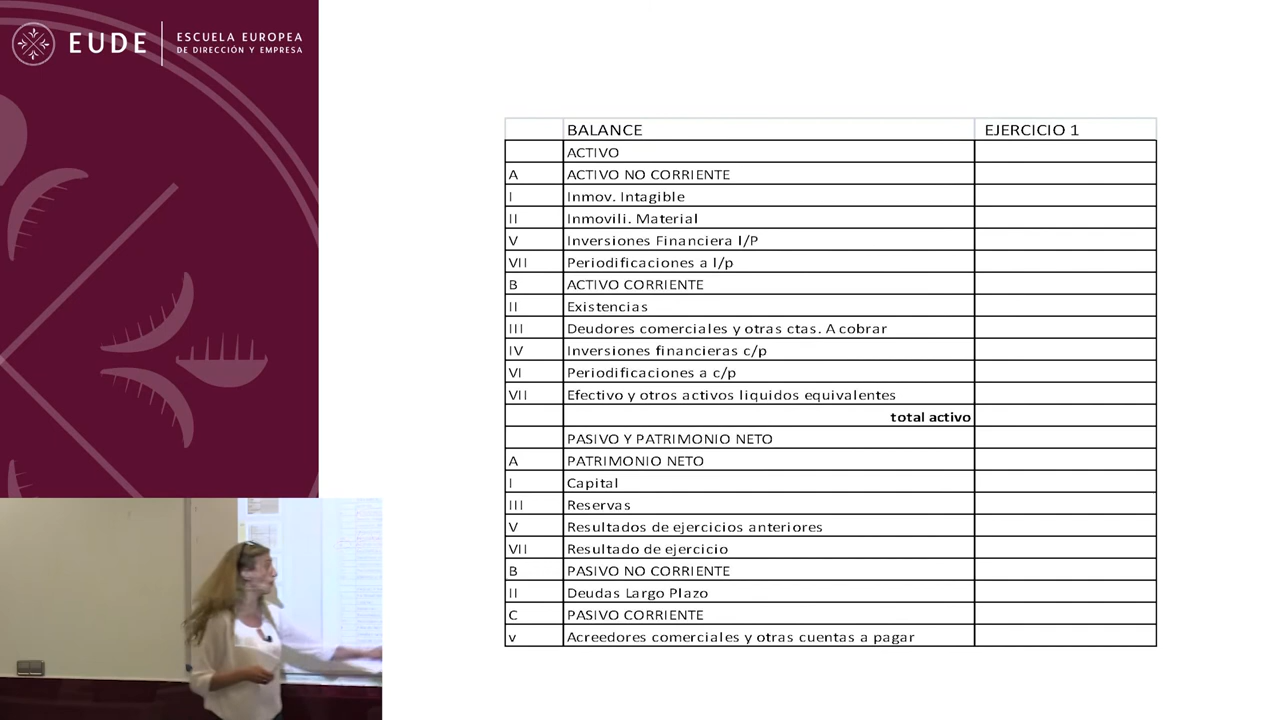 EUDE
ESCUELA EUROPEA
DE DIRECCIÓN Y EMPRESA
BALANCE EJERCICIO 1
ACTIVO
A ACTIVO NO CORRIENTE
I Inmov. Intagible
II Inmovili. Material
V Inversiones Financiera l/P
VII Periodificaciones a l/p
B ACTIVO CORRIENTE
II Existencias
III Deudores comerciales y otras ctas. A cobrar
IV Inversiones financieras c/p
VI Periodificaciones a c/p
VII Efectivo y otros activos liquidos equivalentes
total activo
PASIVO Y PATRIMONIO NETO
A PATRIMONIO NETO
I Capital
III Reservas
V Resultados de ejercicios anteriores
VII Resultado de ejercicio
B PASIVO NO CORRIENTE
II Deudas Largo Plazo
C PASIVO CORRIENTE
v Acreedores comerciales y otras cuentas a pagar